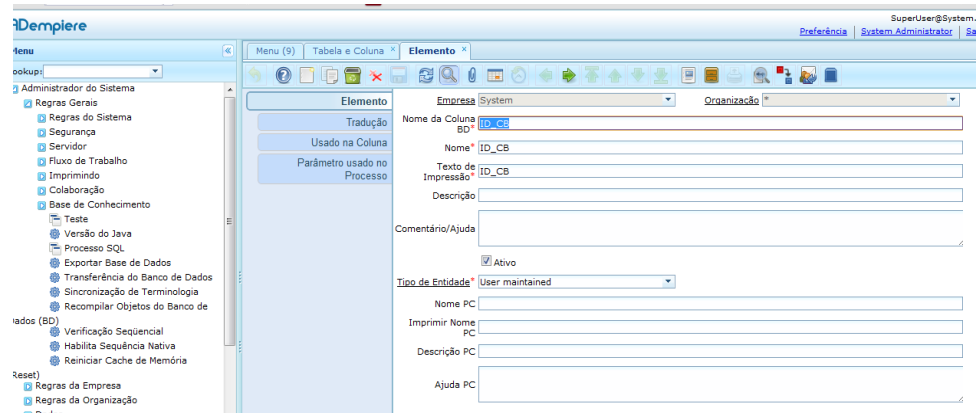 ADempiere
SuperUser@System.
Preferência System Administrator Sa
Menu
Menu (9) Tabela e Coluna × Elemento ×
ookup:
Administrador do Sistema
Regras Gerais
Regras do Sistema
Segurança
Servidor
Fluxo de Trabalho
Imprimindo
Colaboração
Base de Conhecimento
Teste
Versão do Java
Processo SQL
Exportar Base de Dados
Transferência do Banco de Dados
Sincronização de Terminologia
Recompilar Objetos do Banco de
Dados (BD)
Verificação Seqüencial
Habilita Sequência Nativa
Reiniciar Cache de Memória
Reset)
Regras da Empresa
Regras da Organização
Elemento
Tradução
Usado na Coluna
Parâmetro usado no
Processo
Empresa System Organização *
Nome da Coluna
BD* ID_CB
Nome* ID_CB
Texto de
Impressão* ID_CB
Descrição
Comentário/Ajuda
Ativo
Tipo de Entidade* User maintained
Nome PC
Imprimir Nome
PC
Descrição PC
Ajuda PC